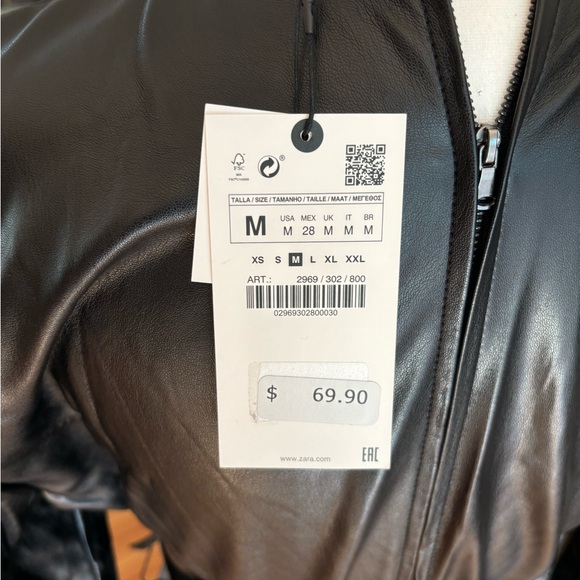 FSC
®
TALLA / SIZE / TAMANHO / TAILLE / MAAT / ΜΕΓΕΘΟΣ
M USA MEX UK IT BR
M 28 M M M
XS S M L XL XXL
ART.: 2969 / 302 / 800
02969302800030
$ 69.90
www.zara.com
EAC